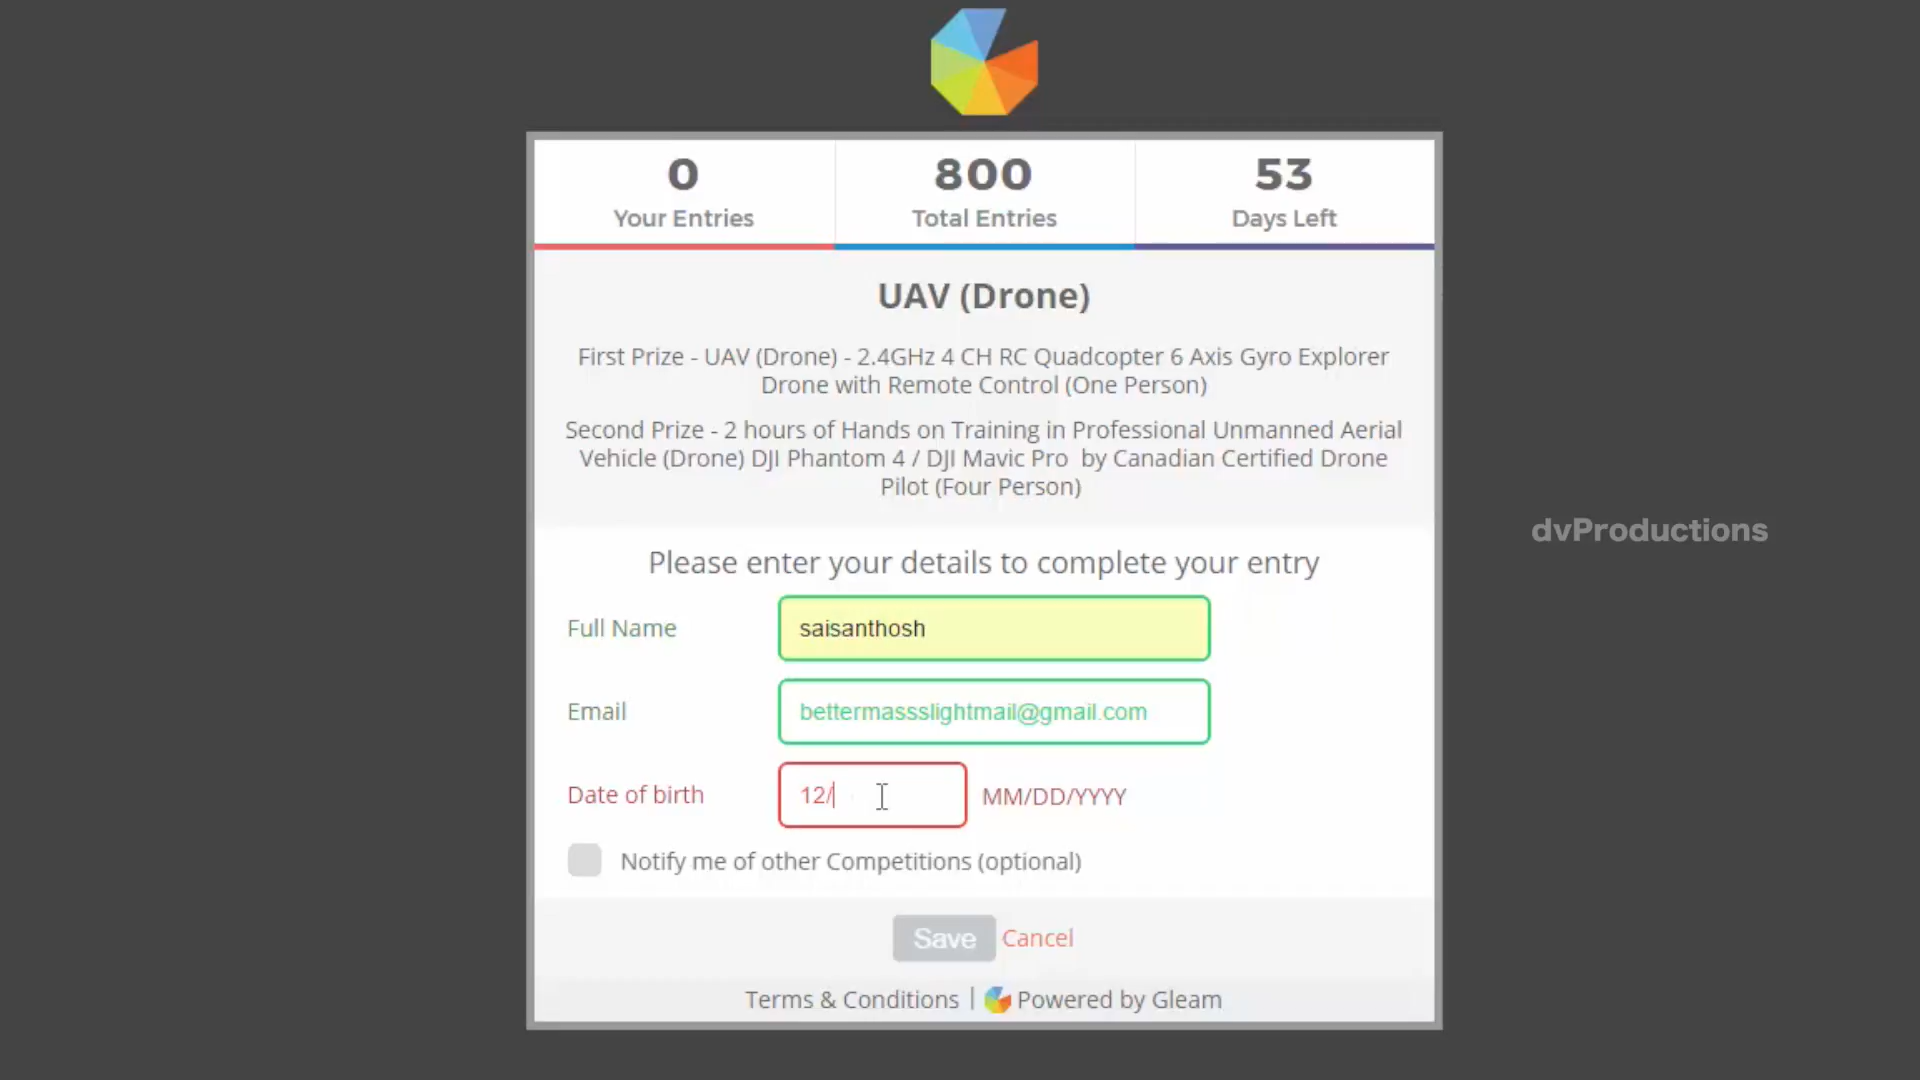 0
Your Entries
800
Total Entries
53
Days Left
UAV (Drone)
First Prize - UAV (Drone) - 2.4GHz 4 CH RC Quadcopter 6 Axis Gyro Explorer
Drone with Remote Control (One Person)
Second Prize - 2 hours of Hands on Training in Professional Unmanned Aerial
Vehicle (Drone) DJI Phantom 4 / DJI Mavic Pro by Canadian Certified Drone
Pilot (Four Person)
dvProductions
Please enter your details to complete your entry
Full Name
saisanthosh
Email
bettermassslightmail@gmail.com
Date of birth
12/
MM/DD/YYYY
Notify me of other Competitions (optional)
Save Cancel
Terms & Conditions | Powered by Gleam